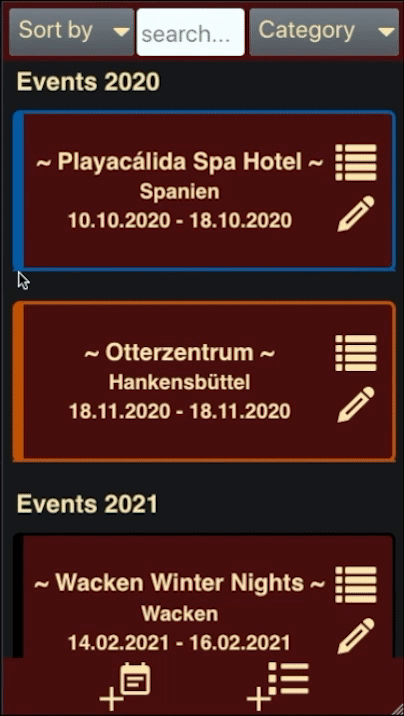 Sort by
search...
Category
Events 2020
~ Playacálida Spa Hotel ~
Spanien
10.10.2020 - 18.10.2020
~ Otterzentrum ~
Hankensbüttel
18.11.2020 - 18.11.2020
Events 2021
~ Wacken Winter Nights ~
Wacken
14.02.2021 - 16.02.2021